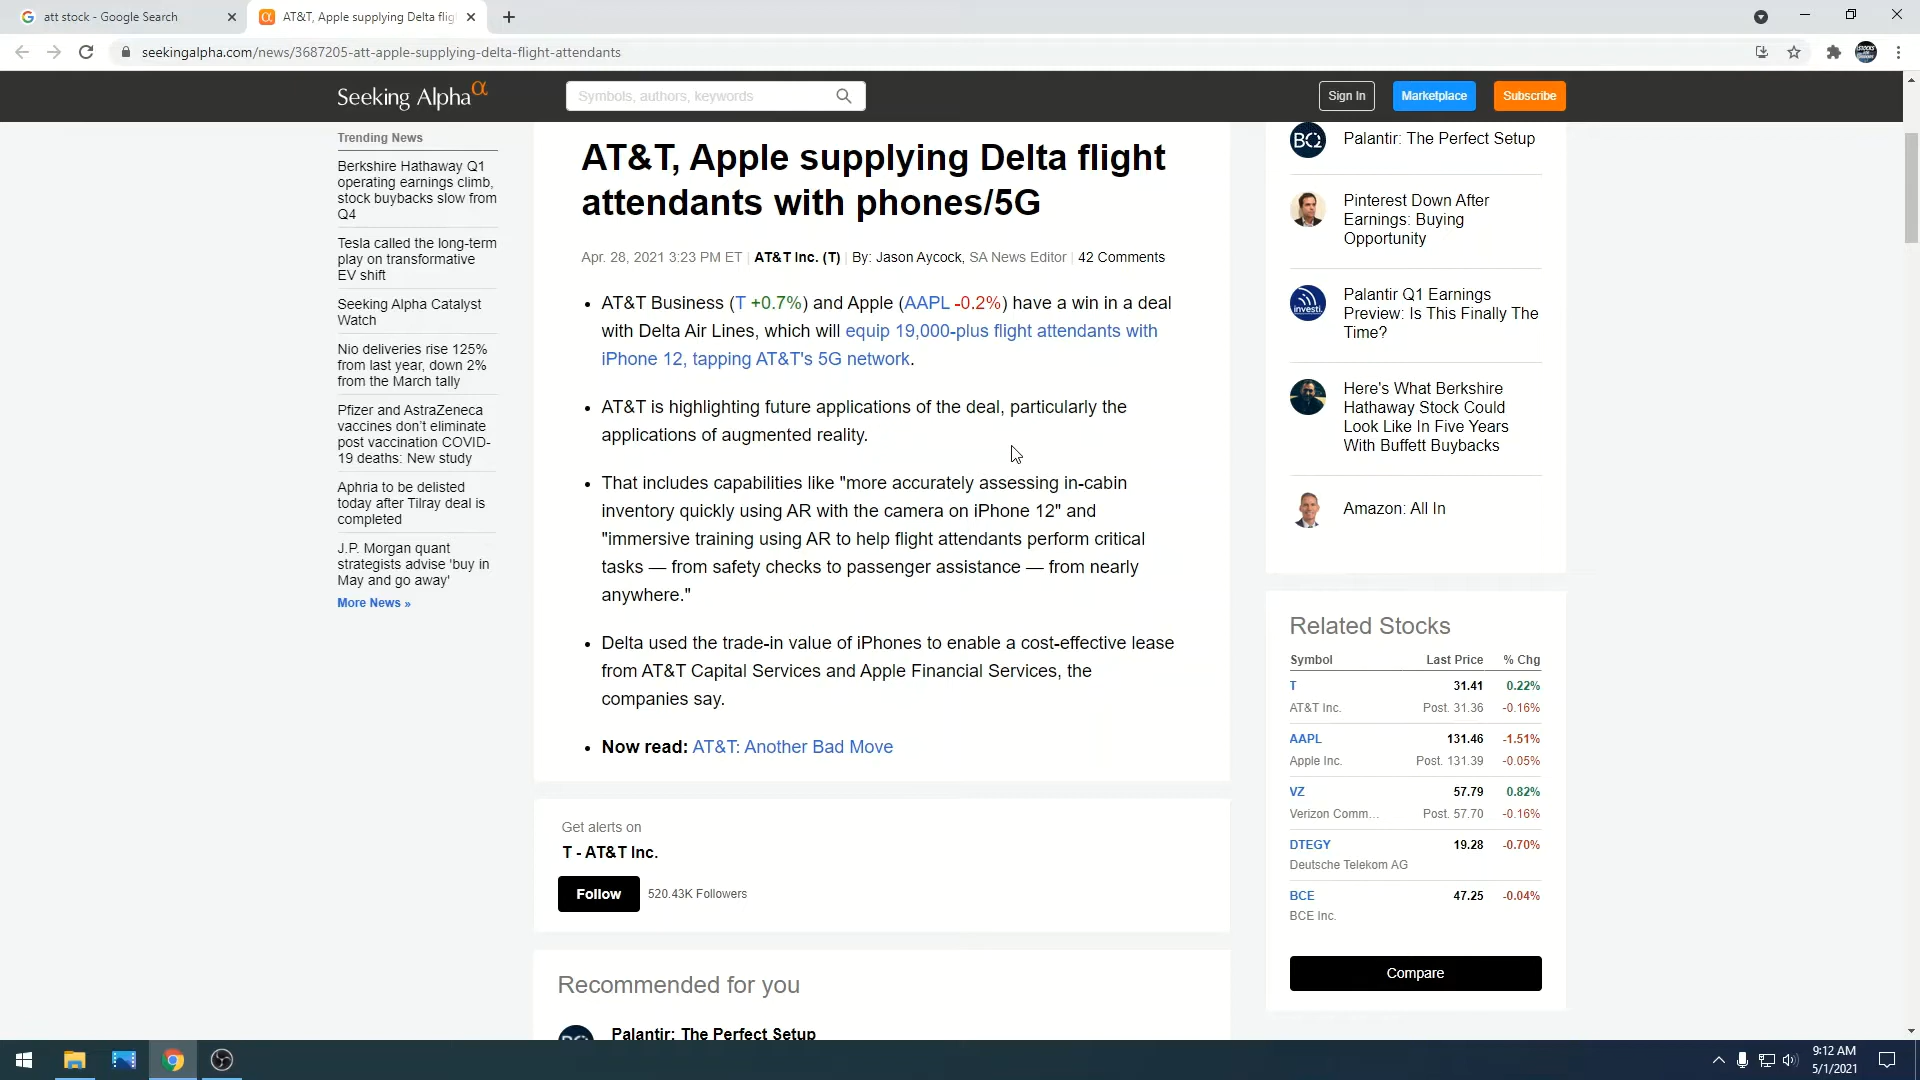 att stock - Google Search
AT&T, Apple supplying Delta flig
seekingalpha.com/news/3687205-att-apple-supplying-delta-flight-attendants
Seeking Alpha α
Symbols, authors, keywords
Sign In
Marketplace
Subscribe
Trending News
Berkshire Hathaway Q1
operating earnings climb,
stock buybacks slow from
Q4
Tesla called the long-term
play on transformative
EV shift
Seeking Alpha Catalyst
Watch
Nio deliveries rise 125%
from last year, down 2%
from the March tally
Pfizer and AstraZeneca
vaccines don't eliminate
post vaccination COVID-
19 deaths: New study
Aphria to be delisted
today after Tilray deal is
completed
J.P. Morgan quant
strategists advise 'buy in
May and go away'
More News »
AT&T, Apple supplying Delta flight
attendants with phones/5G
Apr. 28, 2021 3:23 PM ET | AT&T Inc. (T) | By: Jason Aycock, SA News Editor | 42 Comments
• AT&T Business (T +0.7%) and Apple (AAPL -0.2%) have a win in a deal
with Delta Air Lines, which will equip 19,000-plus flight attendants with
iPhone 12, tapping AT&T's 5G network.
• AT&T is highlighting future applications of the deal, particularly the
applications of augmented reality.
• That includes capabilities like "more accurately assessing in-cabin
inventory quickly using AR with the camera on iPhone 12" and
"immersive training using AR to help flight attendants perform critical
tasks — from safety checks to passenger assistance — from nearly
anywhere."
• Delta used the trade-in value of iPhones to enable a cost-effective lease
from AT&T Capital Services and Apple Financial Services, the
companies say.
• Now read: AT&T: Another Bad Move
Get alerts on
T - AT&T Inc.
Follow
520.43K Followers
Recommended for you
Palantir: The Perfect Setup
Palantir: The Perfect Setup
Pinterest Down After
Earnings: Buying
Opportunity
investi.
Palantir Q1 Earnings
Preview: Is This Finally The
Time?
Here's What Berkshire
Hathaway Stock Could
Look Like In Five Years
With Buffett Buybacks
Amazon: All In
Related Stocks
Symbol Last Price % Chg
T 31.41 0.22%
AT&T Inc. Post. 31.36 -0.16%
AAPL 131.46 -1.51%
Apple Inc. Post. 131.39 -0.05%
VZ 57.79 0.82%
Verizon Comm... Post. 57.70 -0.16%
DTEGY 19.28 -0.70%
Deutsche Telekom AG
BCE 47.25 -0.04%
BCE Inc.
Compare
9:12 AM
5/1/2021